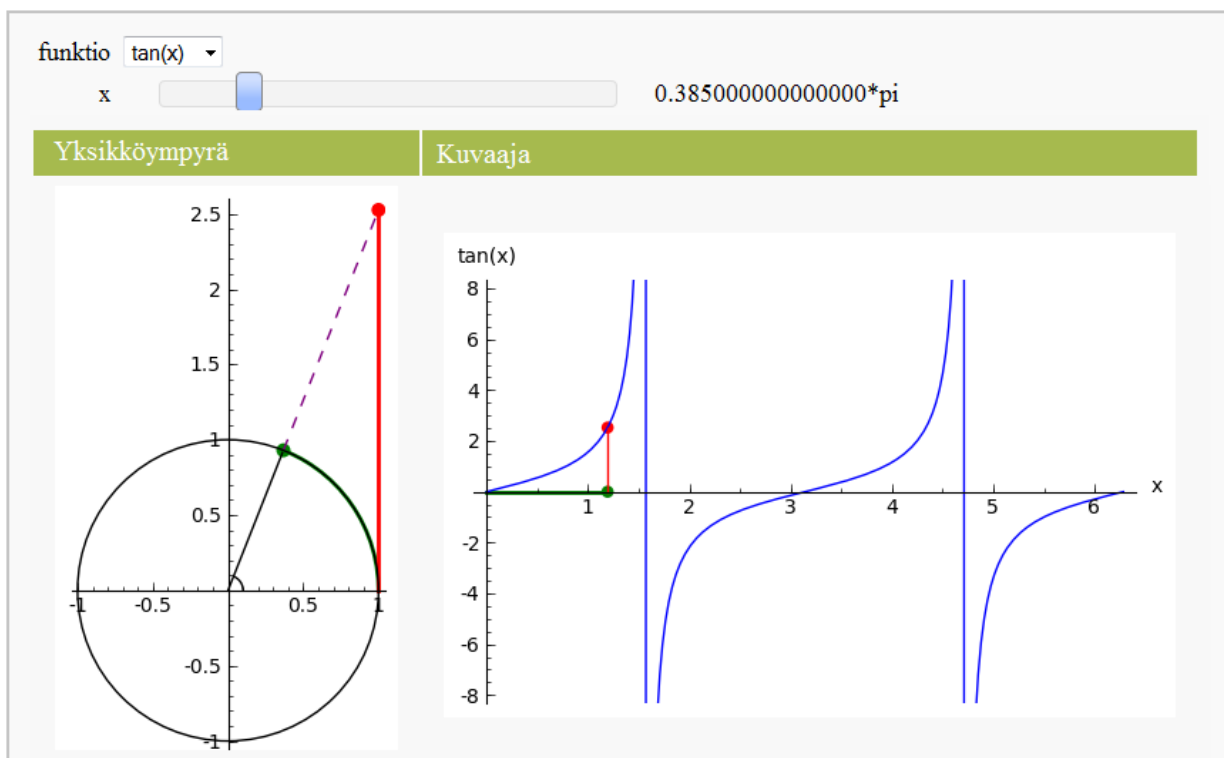 funktio tan(x)
x 0.385000000000000*pi
Yksikköympyrä Kuvaaja
2.5
2
1.5
1
0.5
-1 -0.5 0.5 1
-0.5
-1
tan(x)
8
6
4
2
x
1 2 3 4 5 6
-2
-4
-6
-8